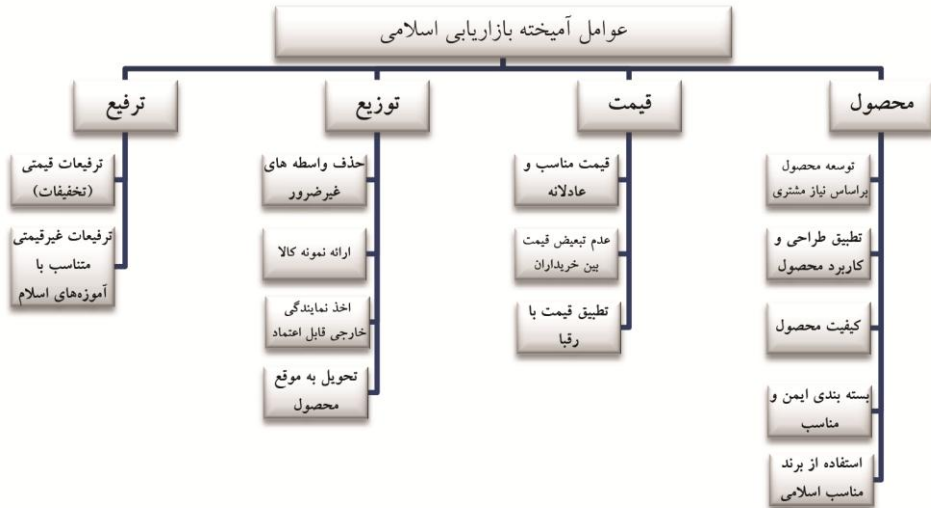 عوامل آمیخته بازاریابی اسلامی
محصول
توسعه محصول
براساس نیاز مشتری
تطبیق طراحی و
کاربرد محصول
کیفیت محصول
بسته بندی ایمن و
مناسب
استفاده از برند
مناسب اسلامی
قیمت
قیمت مناسب و
عادلانه
عدم تبعیض قیمت
بین خریداران
تطبیق قیمت با
رقبا
توزیع
حذف واسطه های
غیرضرور
ارائه نمونه کالا
اخذ نمایندگی
خارجی قابل اعتماد
تحویل به موقع
محصول
ترفیع
ترفیعات قیمتی
(تخفیفات)
ترفیعات غیرقیمتی
متناسب با
آموزه‌های اسلام